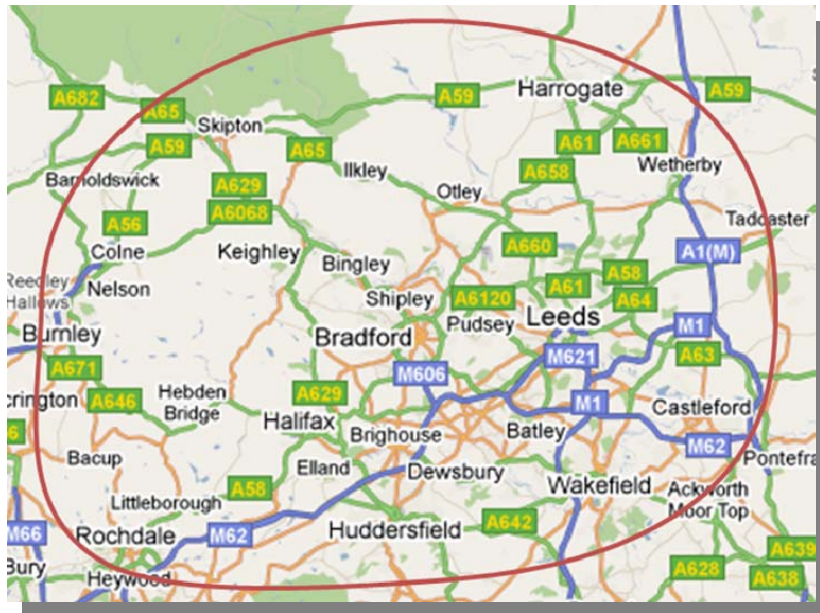 A682
A65
A59
Harrogate
A59
Skipton
A59
A65
A61
A661
Ilkley
A658
Wetherby
Barnoldswick
A629
Otley
A6068
A56
Tadcaster
Colne
Keighley
Bingley
A660
A1(M)
Reedley
Hallows
Nelson
Shipley
A6120
A61
A58
A64
Burnley
Bradford
Pudsey
Leeds
M1
A671
M606
M621
A63
crrington
A646
Hebden
Bridge
A629
Halifax
M1
Castleford
6
Brighouse
Batley
M62
Bacup
Elland
Dewsbury
Pontefra
Littleborough
A58
Wakefield
Ackworth
Moor Top
M66
Rochdale
M62
Huddersfield
A642
A639
Bury
Heywood
A628
A638